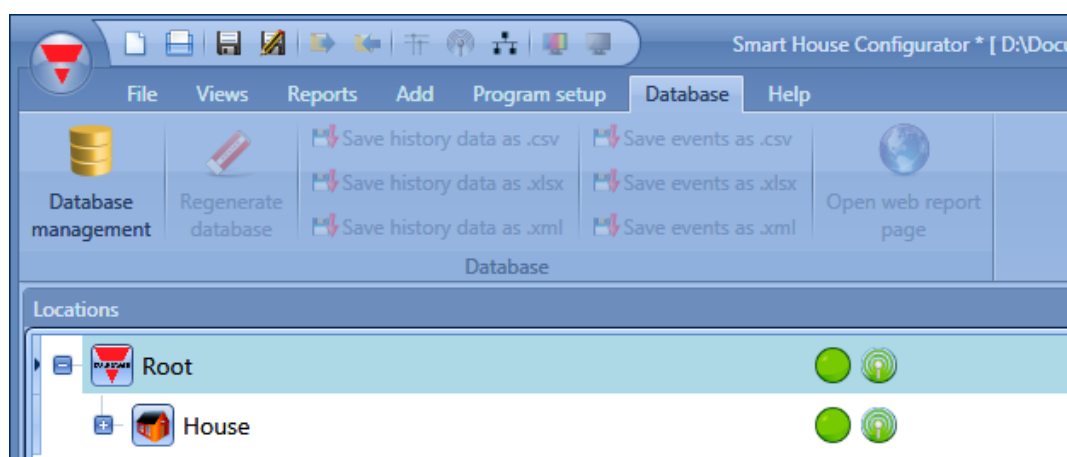 Smart House Configurator * [ D:\Docu
File Views Reports Add Program setup Database Help
Database
management
Regenerate
database
Save history data as .csv
Save history data as .xlsx
Save history data as .xml
Save events as .csv
Save events as .xlsx
Save events as .xml
Open web report
page
Database
Locations
Root
House